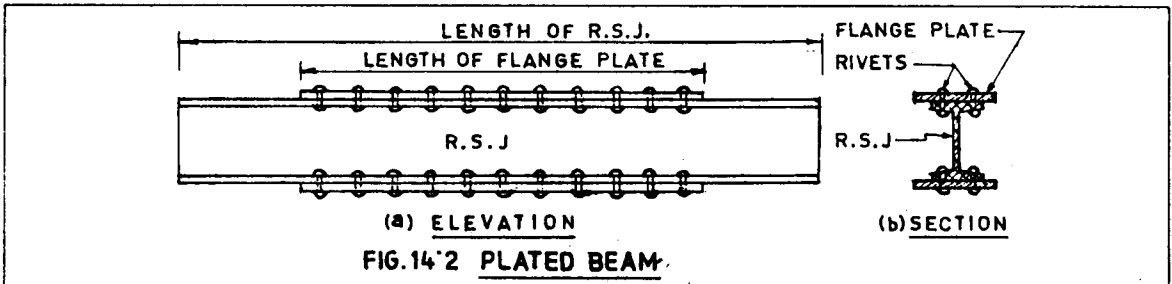 LENGTH OF R.S.J.
LENGTH OF FLANGE PLATE
R.S.J
(a) ELEVATION
FLANGE PLATE
RIVETS
R.S.J
(b) SECTION
FIG. 14·2 PLATED BEAM